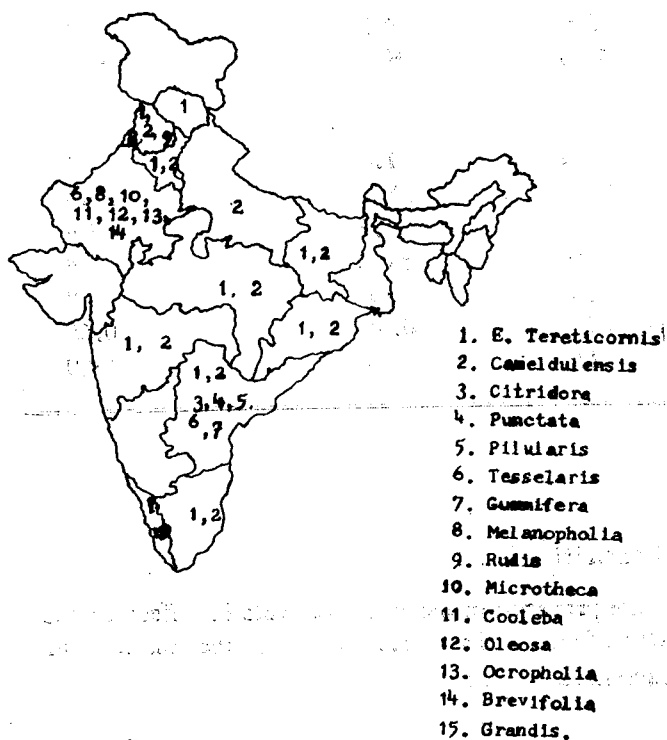 1
1,
2,
1,2
6,8,10,
11,12,13,
14
2
1,2
1. 2
1, 2
1, 2
1,2
3,4,5.
6
,7
1,2
1. E. Tereticornis
2. Cameldulensis
3. Citridora
4. Punctata
5. Pilularis
6. Tesselaris
7. Gummifera
8. Melanopholia
9. Rudis
10. Microtheca
11. Cooleba
12. Oleosa
13. Ocropholia
14. Brevifolia
15. Grandis.